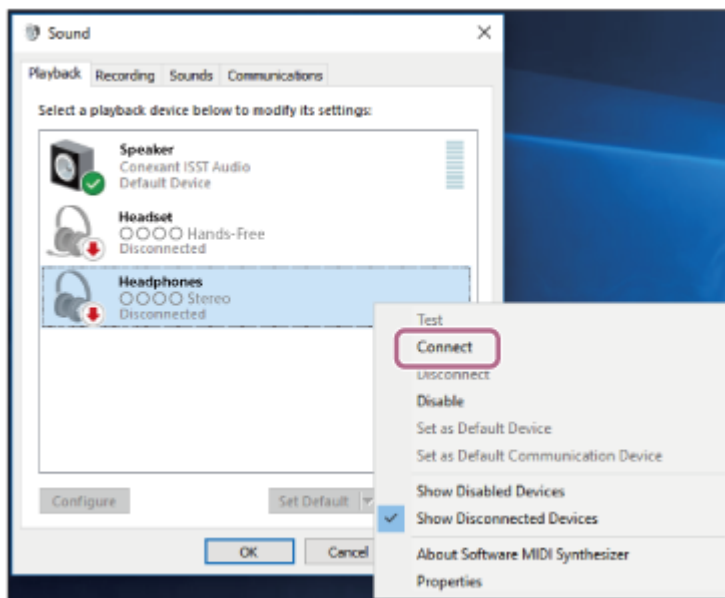 Sound
Playback Recording Sounds Communications
Select a playback device below to modify its settings:
Speaker
Conexant ISST Audio
Default Device
Headset
○○○○ Hands-Free
Disconnected
Headphones
○○○○ Stereo
Disconnected
Test
Connect
Disconnect
Disable
Set as Default Device
Set as Default Communication Device
Show Disabled Devices
Show Disconnected Devices
About Software MIDI Synthesizer
Properties
Configure Set Default
OK Cancel